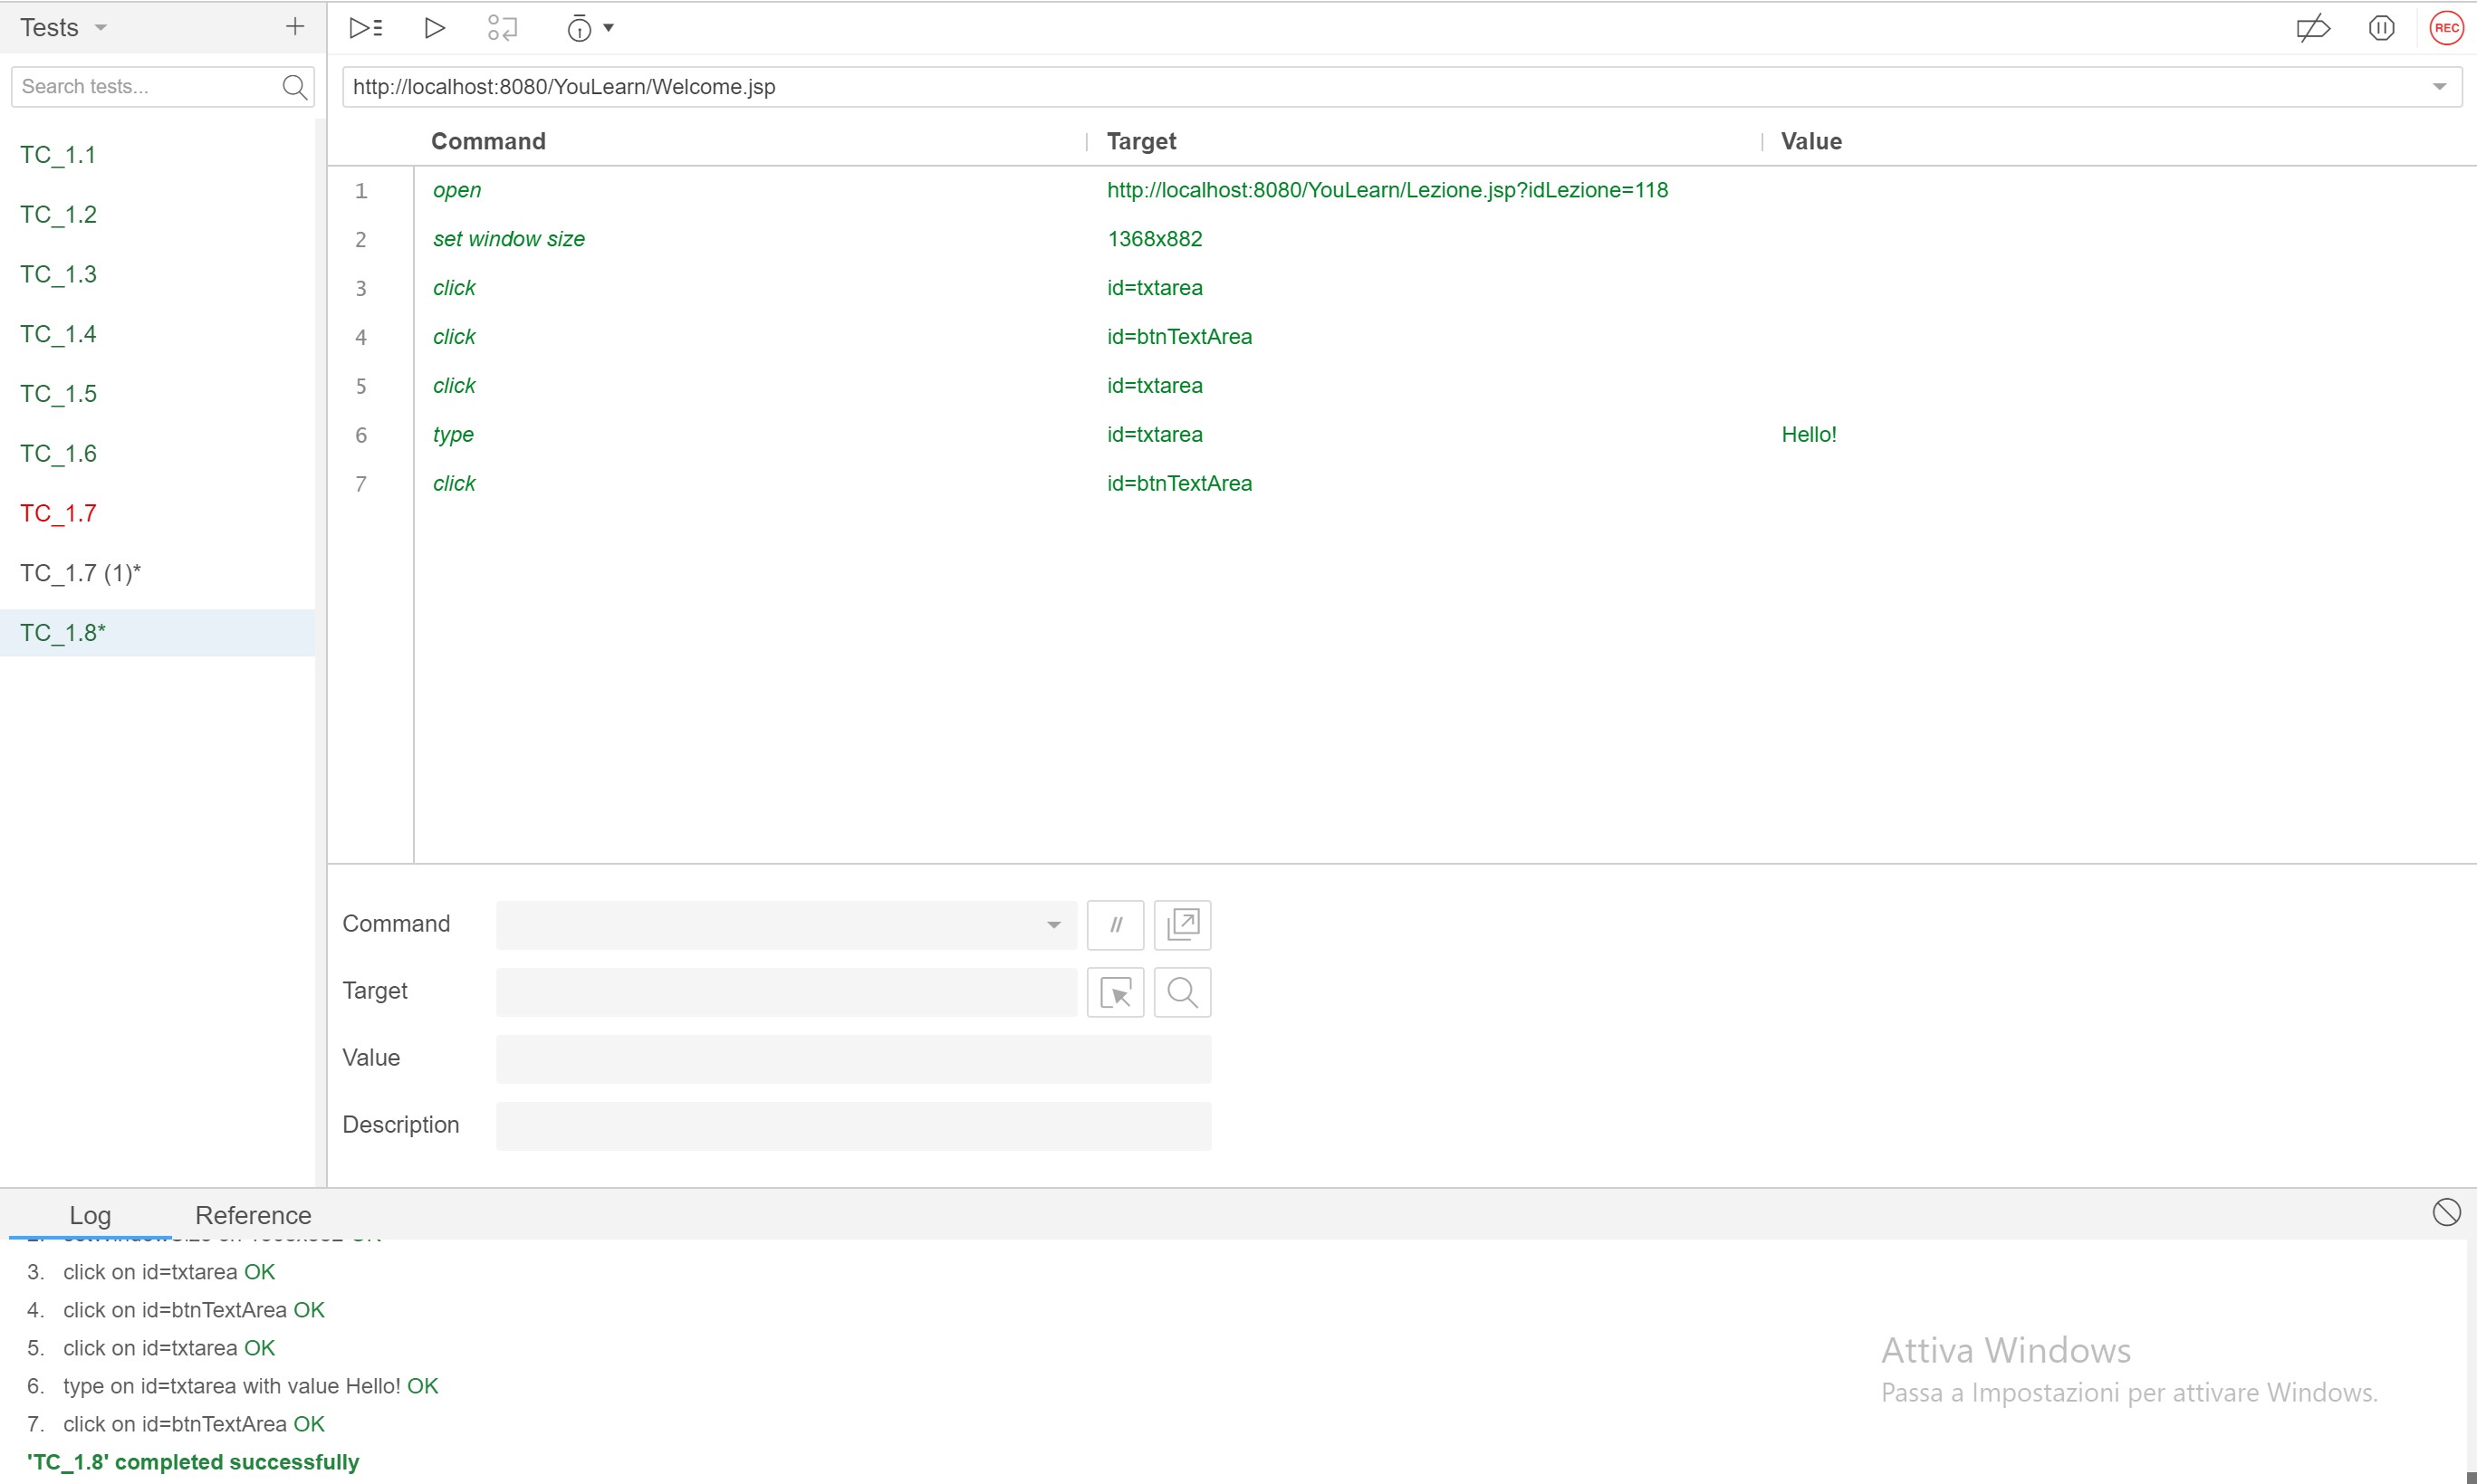 Tests
REC
Search tests...
http://localhost:8080/YouLearn/Welcome.jsp
Command Target Value
TC_1.1
TC_1.2
TC_1.3
TC_1.4
TC_1.5
TC_1.6
TC_1.7
TC_1.7 (1)*
TC_1.8*
1 open http://localhost:8080/YouLearn/Lezione.jsp?idLezione=118
2 set window size 1368x882
3 click id=txtarea
4 click id=btnTextArea
5 click id=txtarea
6 type id=txtarea Hello!
7 click id=btnTextArea
Command //
Target
Value
Description
Log Reference
3. click on id=txtarea OK
4. click on id=btnTextArea OK
5. click on id=txtarea OK
6. type on id=txtarea with value Hello! OK
7. click on id=btnTextArea OK
'TC_1.8' completed successfully
Attiva Windows
Passa a Impostazioni per attivare Windows.